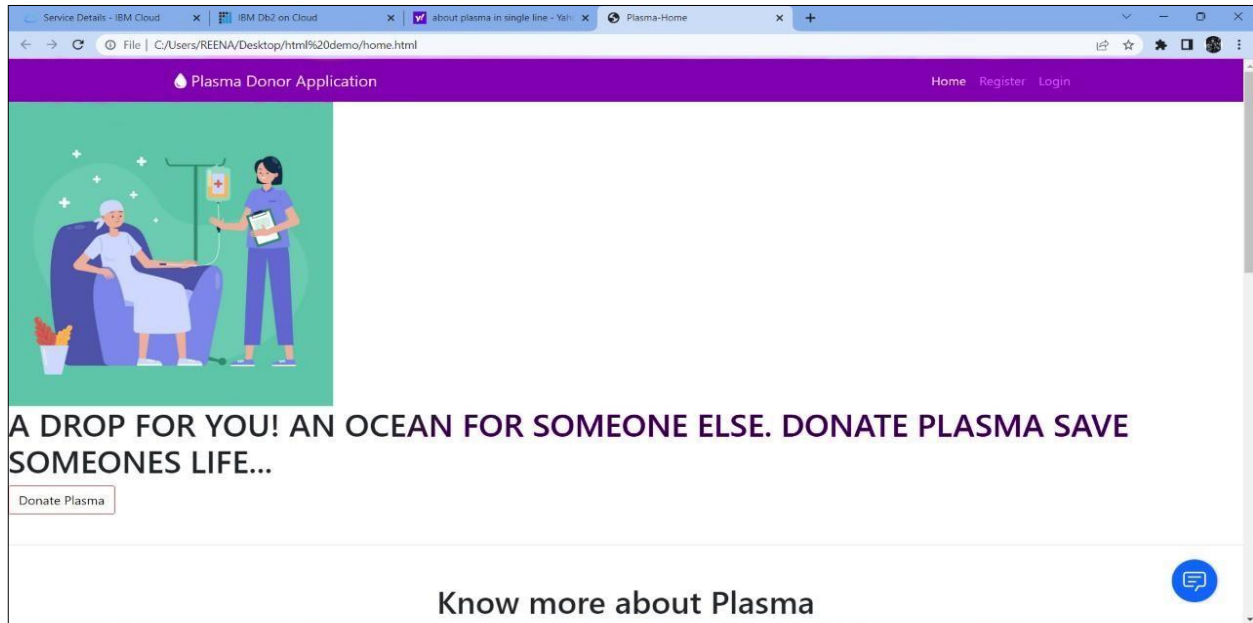 Service Details - IBM Cloud
IBM Db2 on Cloud
about plasma in single line - Yah
Plasma-Home
File | C:/Users/REENA/Desktop/html%20demo/home.html
Plasma Donor Application
Home Register Login
A DROP FOR YOU! AN OCEAN FOR SOMEONE ELSE. DONATE PLASMA SAVE
SOMEONES LIFE...
Donate Plasma
Know more about Plasma